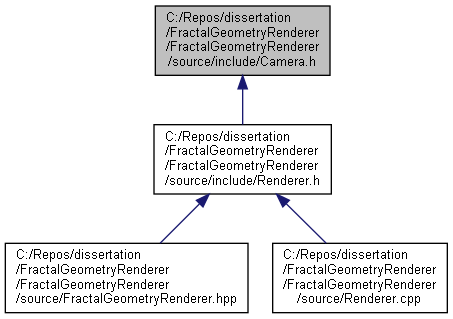 C:/Repos/dissertation
/FractalGeometryRenderer
/FractalGeometryRenderer
/source/include/Camera.h
C:/Repos/dissertation
/FractalGeometryRenderer
/FractalGeometryRenderer
/source/include/Renderer.h
C:/Repos/dissertation
/FractalGeometryRenderer
/FractalGeometryRenderer
/source/FractalGeometryRenderer.hpp
C:/Repos/dissertation
/FractalGeometryRenderer
/FractalGeometryRenderer
/source/Renderer.cpp